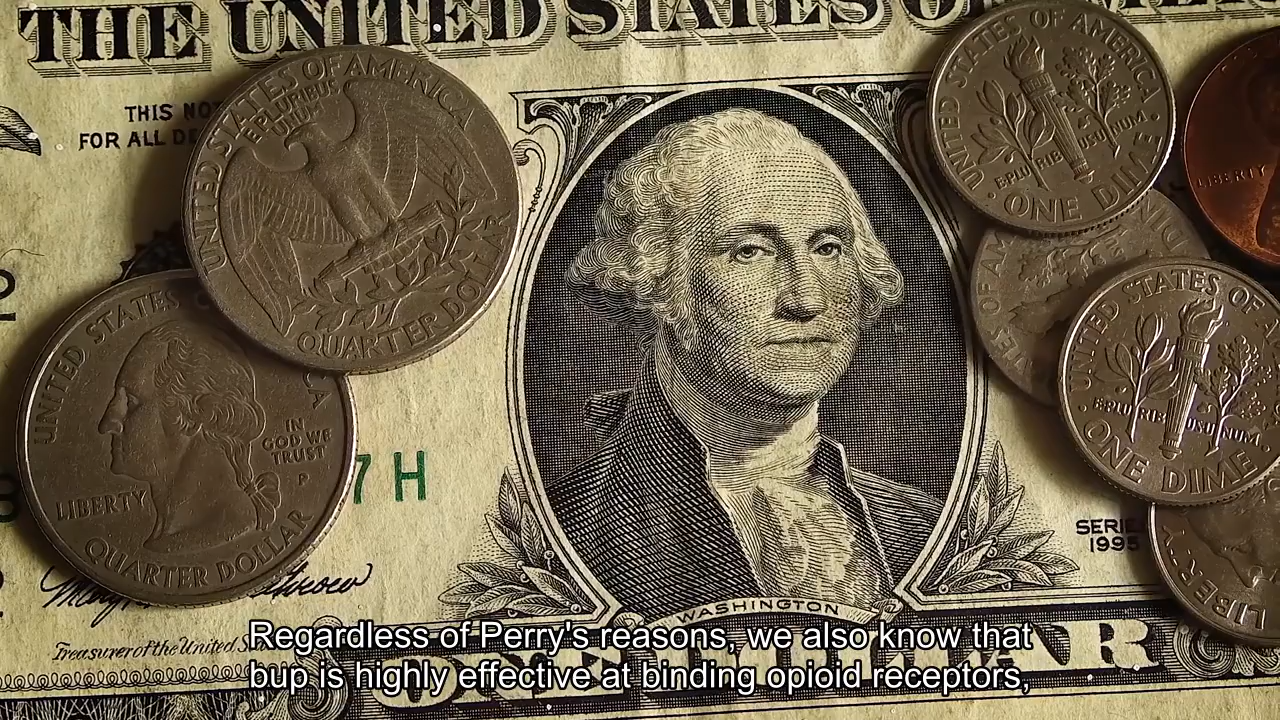 THE UNITED STATES OF
THIS NO
FOR ALL DE
UNITED STATES OF AMERICA
E PLURIBUS
UNUM
QUARTER DOLLAR
UNITED STATES
IN
GOD WE
TRUST
P
LIBERTY
QUARTER DOLLAR
7 H
Treasurer of the United S
WASHINGTON
UNITED STATES OF AMERICA
E PLURIBUS UNUM
ONE DIME
LIBERTY
UNITED STATES OF A
E PLURIBUS UNUM
ONE DIME
SERIE
1995
Regardless of Perry's reasons, we also know that
bup is highly effective at binding opioid receptors,